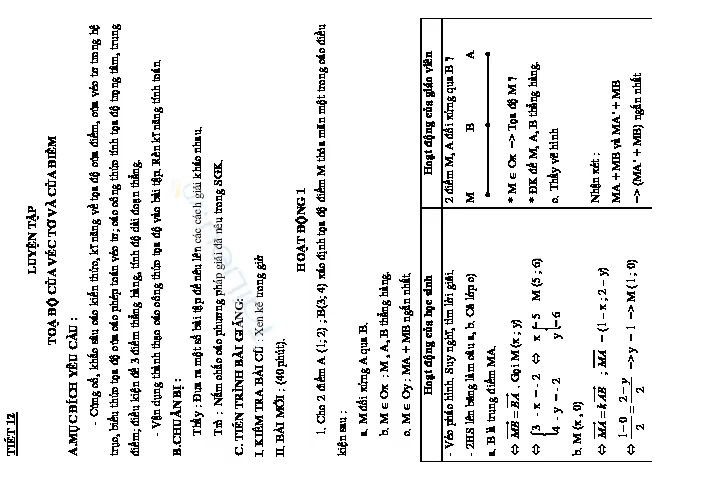 TIẾT 12
LUYỆN TẬP
TOẠ ĐỘ CỦA VÉC TƠ VÀ CỦA ĐIỂM
A.MỤC ĐÍCH YÊU CẦU :
- Củng cố, khắc sâu các kiến thức, kĩ năng về tọa độ của điểm, của véc tơ trong hệ
trục, biểu thức tọa độ của các phép toán véc tơ; các công thức tính tọa độ trọng tâm, trung
điểm; điều kiện để 3 điểm thẳng hàng, tính độ dài đoạn thẳng.
- Vận dụng thành thạo các công thức tọa độ vào bài tập. Rèn kĩ năng tính toán.
B.CHUẨN BỊ :
Thầy : Đưa ra một số bài tập để nêu lên các cách giải khác nhau.
Trò : Nắm chắc các phương pháp giải đã nêu trong SGK.
C. TIẾN TRÌNH BÀI GIẢNG:
I. KIỂM TRA BÀI CŨ : Xen kẽ trong giờ
II. BÀI MỚI : (40 phút).
HOẠT ĐỘNG 1
1. Cho 2 điểm A (1; 2) ; B(3; 4) xác định tọa độ điểm M thỏa mãn một trong các điều
kiện sau :
a. M đối xứng A qua B.
b. M ∈ Ox : M , A, B thẳng hàng.
c. M ∈ Oy : MA + MB ngắn nhất
Hoạt động của học sinh
- Vẽ pháo hình. Suy nghĩ, tìm lời giải.
- 2HS lên bảng làm câu a, b. Cả lớp c)
a. B là trung điểm MA.
⇔ MB = BA . Gọi M (x ; y)
⇔ {3 - x = - 2 ⇔ x = 5 M (5 ; 6)
4 - y = - 2 y = 6
b. M (x , 0)
⇔ MA = kAB ; MA = (1 - x ; 2 - y)
⇔ 1-0/2 = 2-y/2 ->y = 1 -> M (1 ; 0)
Hoạt động của giáo viên
2 điểm M, A đối xứng qua B ?
M B A
* M ∈ Ox -> Tọa độ M ?
* ĐK để M, A, B thẳng hàng.
c. Thầy vẽ hình
Nhận xét :
MA + MB và MA' + MB
-> (MA' + MB) ngắn nhất